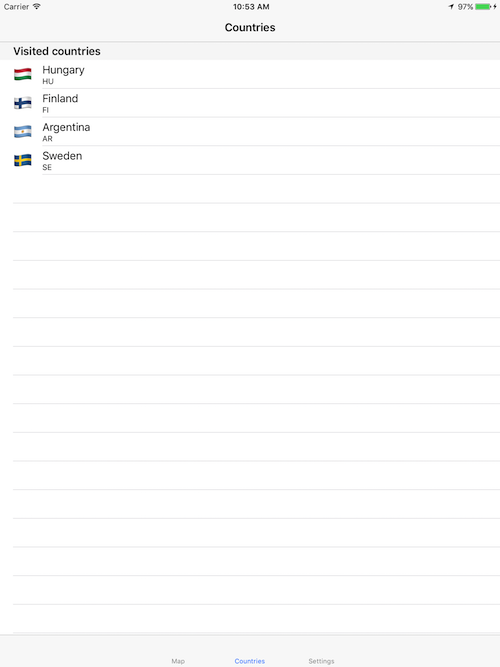 Carrier 10:53 AM 97%
Countries
Visited countries
Hungary
HU
Finland
FI
Argentina
AR
Sweden
SE
Map Countries Settings